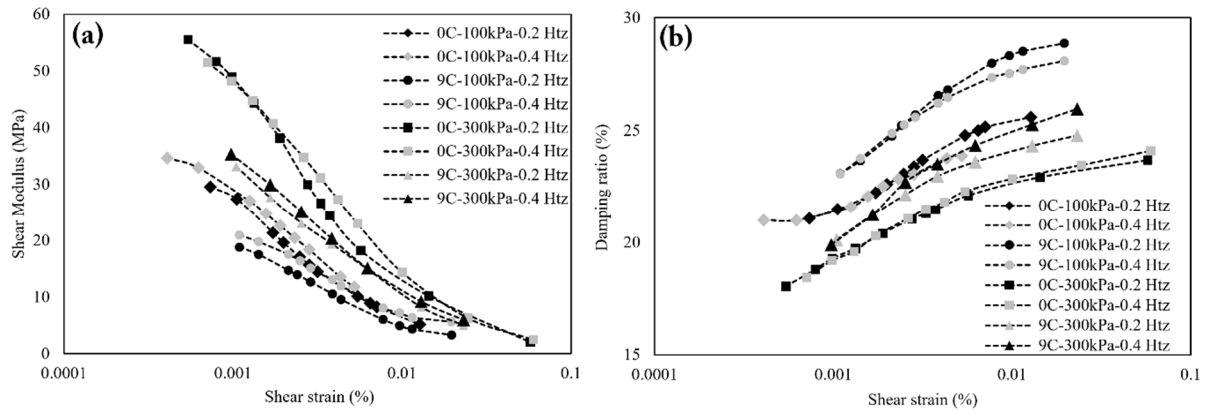 (a)
60
50
40
30
20
10
0
Shear Modulus (MPa)
0.0001
0.001
0.01
0.1
Shear strain (%)
0C-100kPa-0.2 Htz
0C-100kPa-0.4 Htz
9C-100kPa-0.2 Htz
9C-100kPa-0.4 Htz
0C-300kPa-0.2 Htz
0C-300kPa-0.4 Htz
9C-300kPa-0.2 Htz
9C-300kPa-0.4 Htz
(b)
30
25
20
15
Damping ratio (%)
0.0001
0.001
0.01
0.1
Shear strain (%)
0C-100kPa-0.2 Htz
0C-100kPa-0.4 Htz
9C-100kPa-0.2 Htz
9C-100kPa-0.4 Htz
0C-300kPa-0.2 Htz
0C-300kPa-0.4 Htz
9C-300kPa-0.2 Htz
9C-300kPa-0.4 Htz